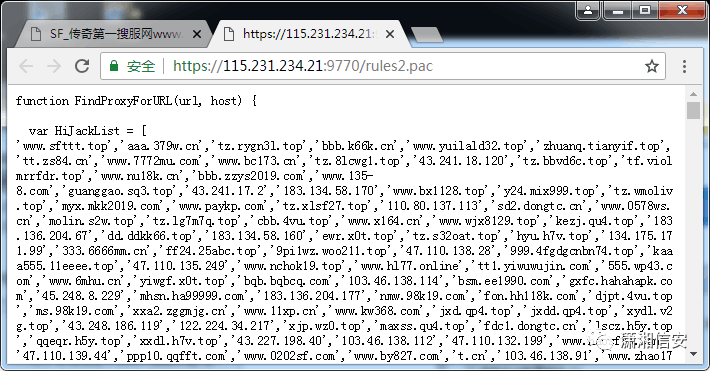 SF_传奇第一搜服网www.
https://115.231.234.21:
安全 https://115.231.234.21:9770/rules2.pac
function FindProxyForURL(url, host) {
var HiJackList = [
'www.sfttt.top','aaa.379w.cn','tz.rygn31.top','bbb.k66k.cn','www.yuilald32.top','zhuanq.tianyif.top',
'tt.zs84.cn','www.7772mu.com','www.bc173.cn','tz.8lcwg1.top','43.241.18.120','tz.bbvd6c.top','tf.viol
mrrfdr.top','www.nu18k.cn','bbb.zzys2019.com','www.135-
8.com','guanggao.sq3.top','43.241.17.2','183.134.58.170','www.bx1128.top','y24.mix999.top','tz.wmoliv
.top','myx.mkk2019.com','www.paykp.com','tz.xlsf27.top','110.80.137.113','sd2.dongtc.cn','www.0578ws.
cn','molin.s2w.top','tz.lg7m7q.top','cbb.4vu.top','www.x164.cn','www.wjx8129.top','kezj.qu4.top','183
.136.204.67','dd.ddkk66.top','183.134.58.160','ewr.x0t.top','tz.s32oat.top','hyu.h7v.top','134.175.17
1.99','333.6666mm.cn','ff24.25abc.top','9pilwz.woo211.top','47.110.138.28','999.4fgdgcnbn74.top','kaa
a555.11eeee.top','47.110.135.249','www.nchok19.top','www.hl77.online','tt1.yiwuwujin.com','555.wp43.c
om','www.6mhu.cn','yiwgf.x0t.top','bqb.bqbcq.com','103.46.138.114','bsm.ee1990.com','gxfc.hahahapk.co
m','45.248.8.229','mhsn.ha99999.com','183.136.204.177','nmw.98k19.com','fon.hh118k.com','djpt.4vu.top
','ms.98k19.com','xxa2.zggmjg.cn','www.11xp.cn','www.kw368.com','jxd.qp4.top','jxdd.qp4.top','xydl.v2
g.top','43.248.186.119','122.224.34.217','xjp.wz0.top','maxss.qu4.top','fdc1.dongtc.cn','lscz.h5y.top
','qqeqr.h5y.top','xxdl.h7v.top','43.227.198.40','103.46.138.112','47.110.132.199','www.
47.110.139.44','ppp10.qqfft.com','www.0202sf.com','www.by827.com','t.cn','103.46.138.91','www.zhao17
潇湘信安